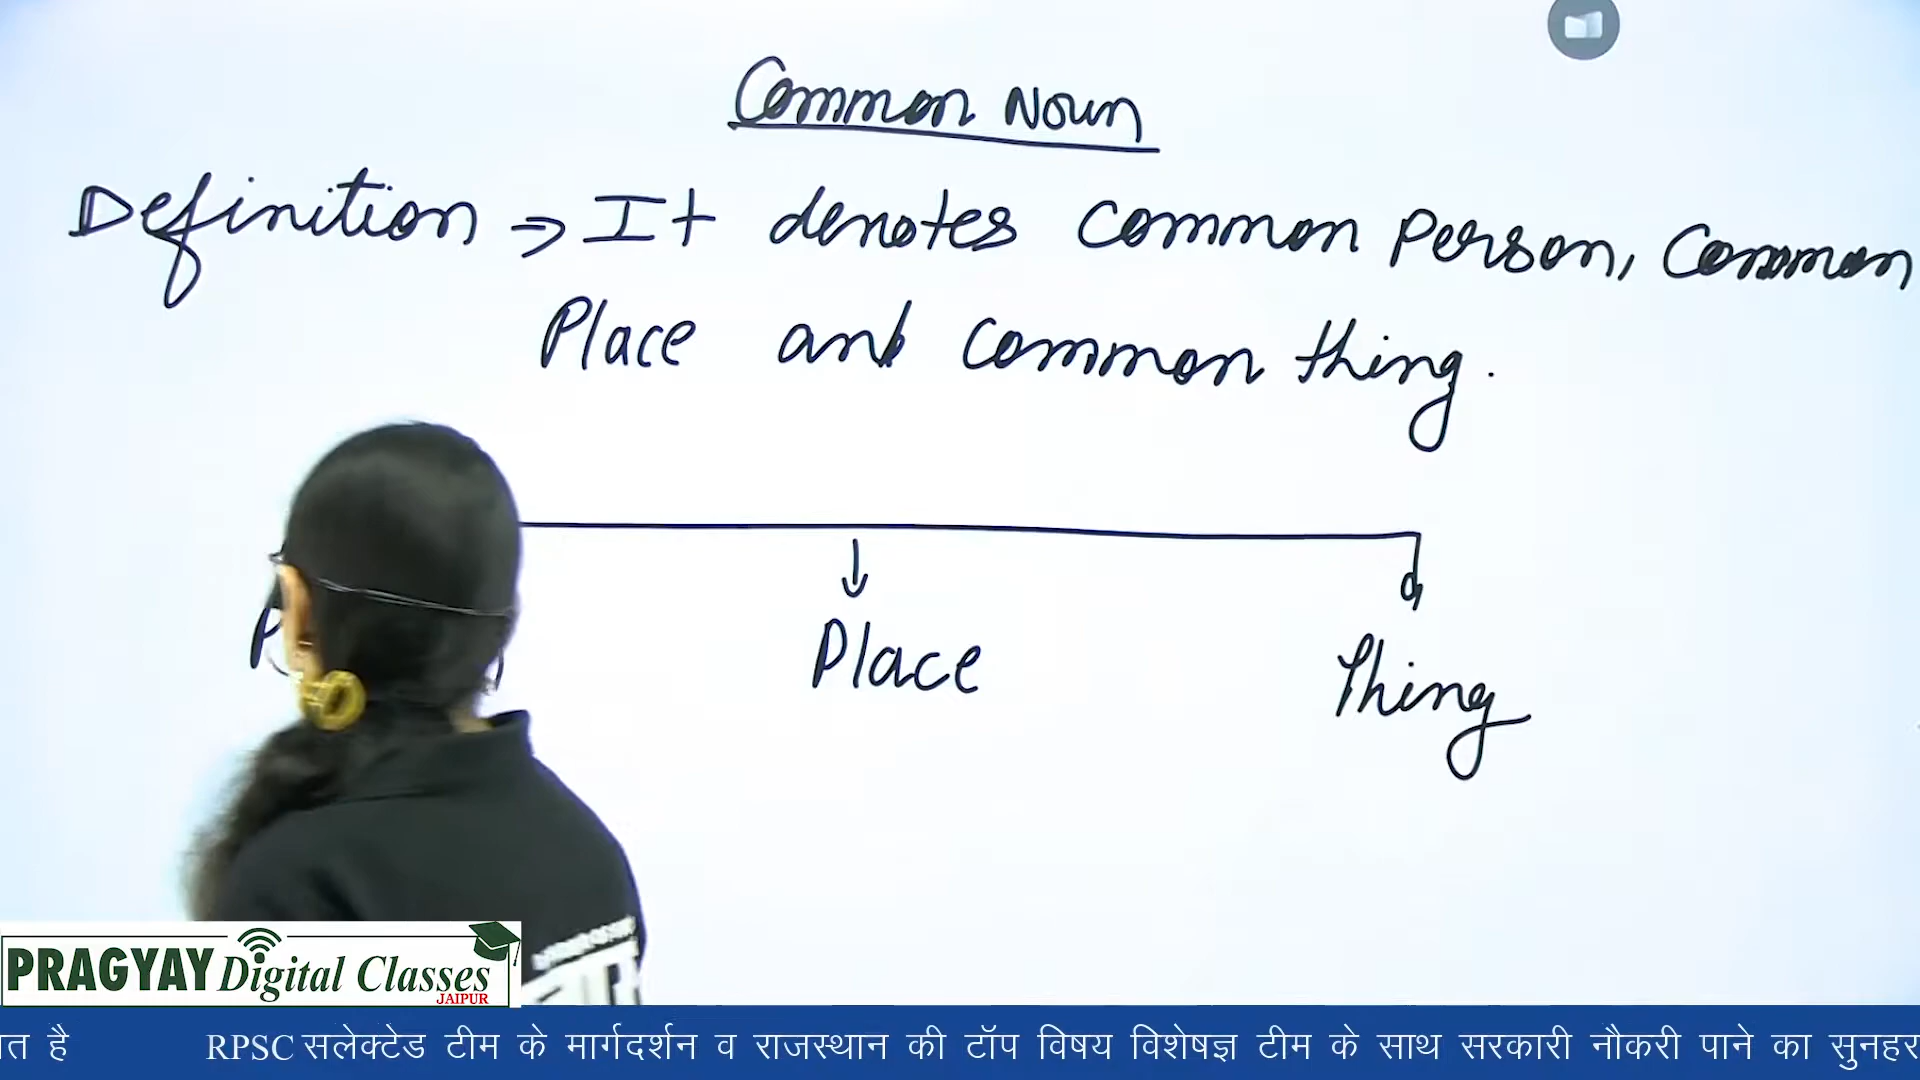 Common Noun
Definition → It denotes common Person, Common
Place and common thing.
Place
Thing
PRAGYAY Digital Classes
JAIPUR
है RPSC सलेक्टेड टीम के मार्गदर्शन व राजस्थान की टॉप विषय विशेषज्ञ टीम के साथ सरकारी नौकरी पाने का